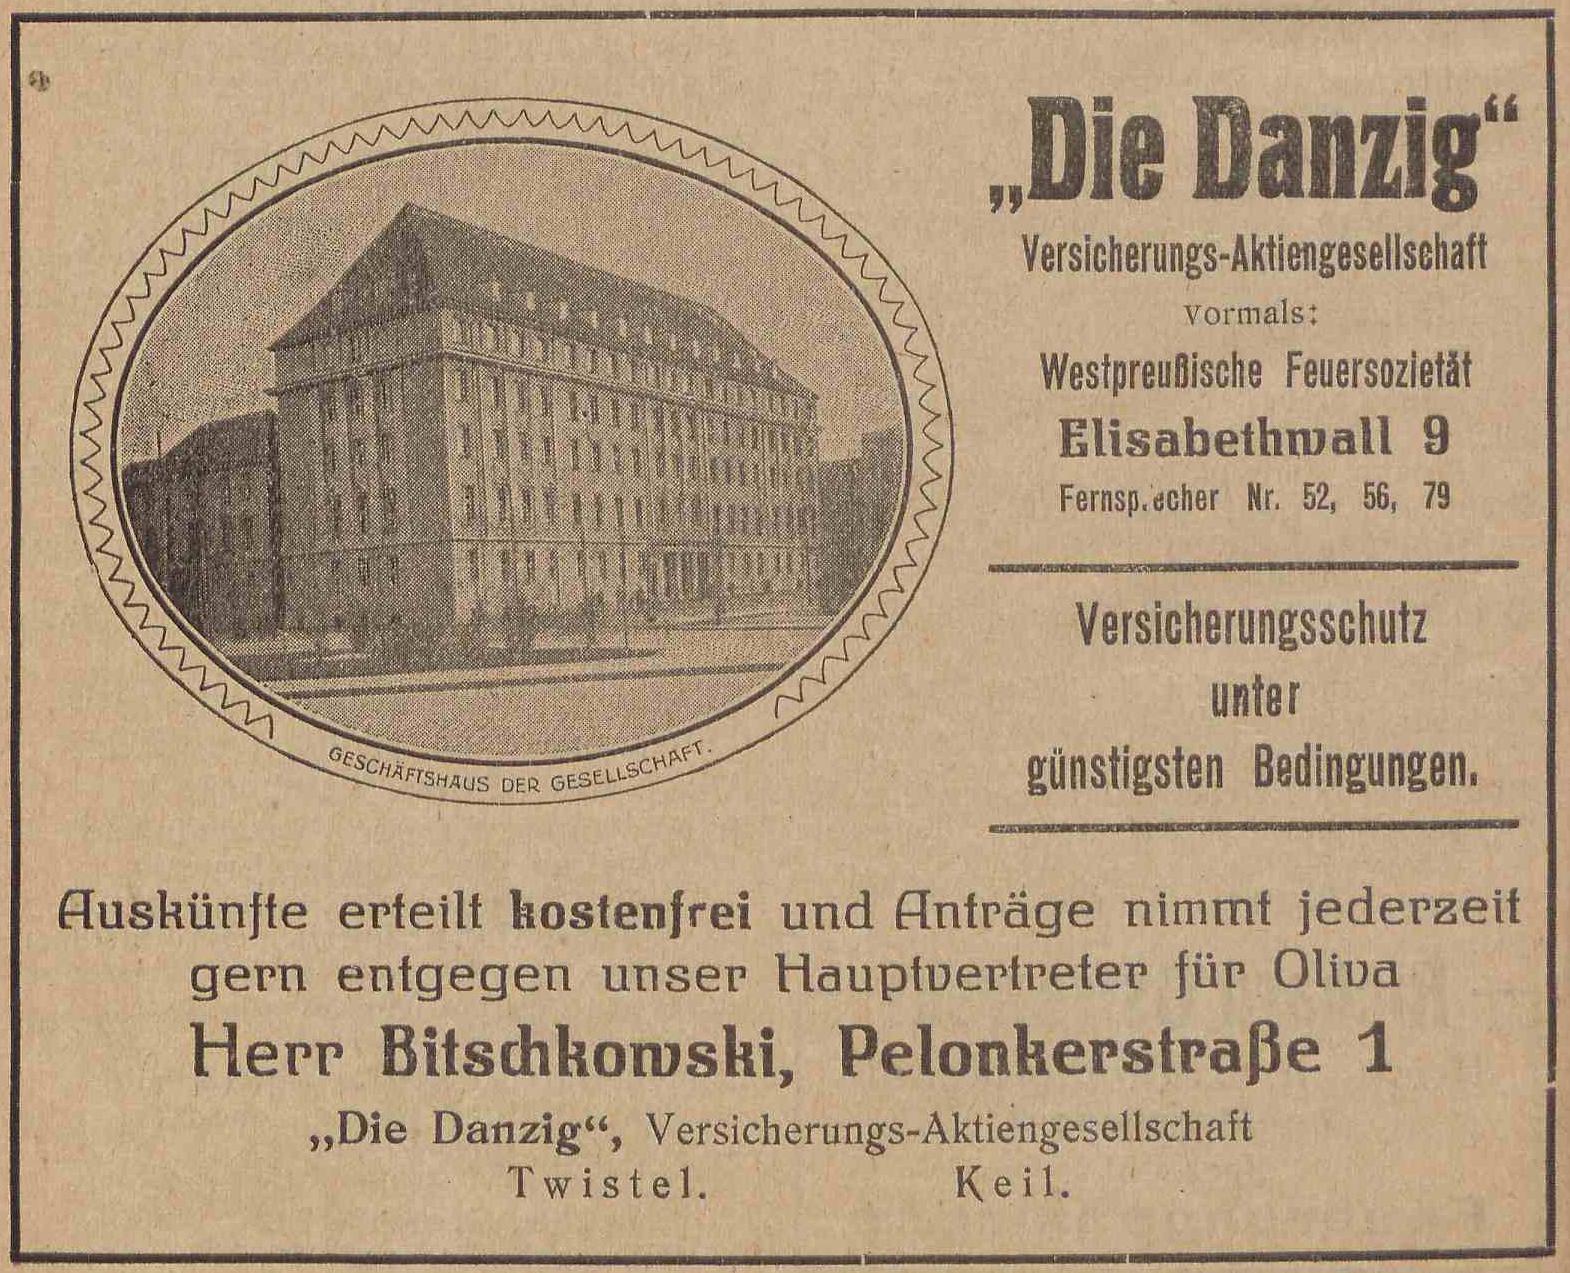 „Die Danzig“
Versicherungs-Aktiengesellschaft
vormals:
Westpreußische Feuersozietät
Elisabethwall 9
Fernsprecher Nr. 52, 56, 79
Versicherungsschutz
unter
günstigsten Bedingungen.
GESCHÄFTSHAUS DER GESELLSCHAFT.
Auskünfte erteilt kostenfrei und Anträge nimmt jederzeit
gern entgegen unser Hauptvertreter für Oliva
Herr Bitschkowski, Pelonkerstraße 1
„Die Danzig“, Versicherungs-Aktiengesellschaft
Twistel. Keil.